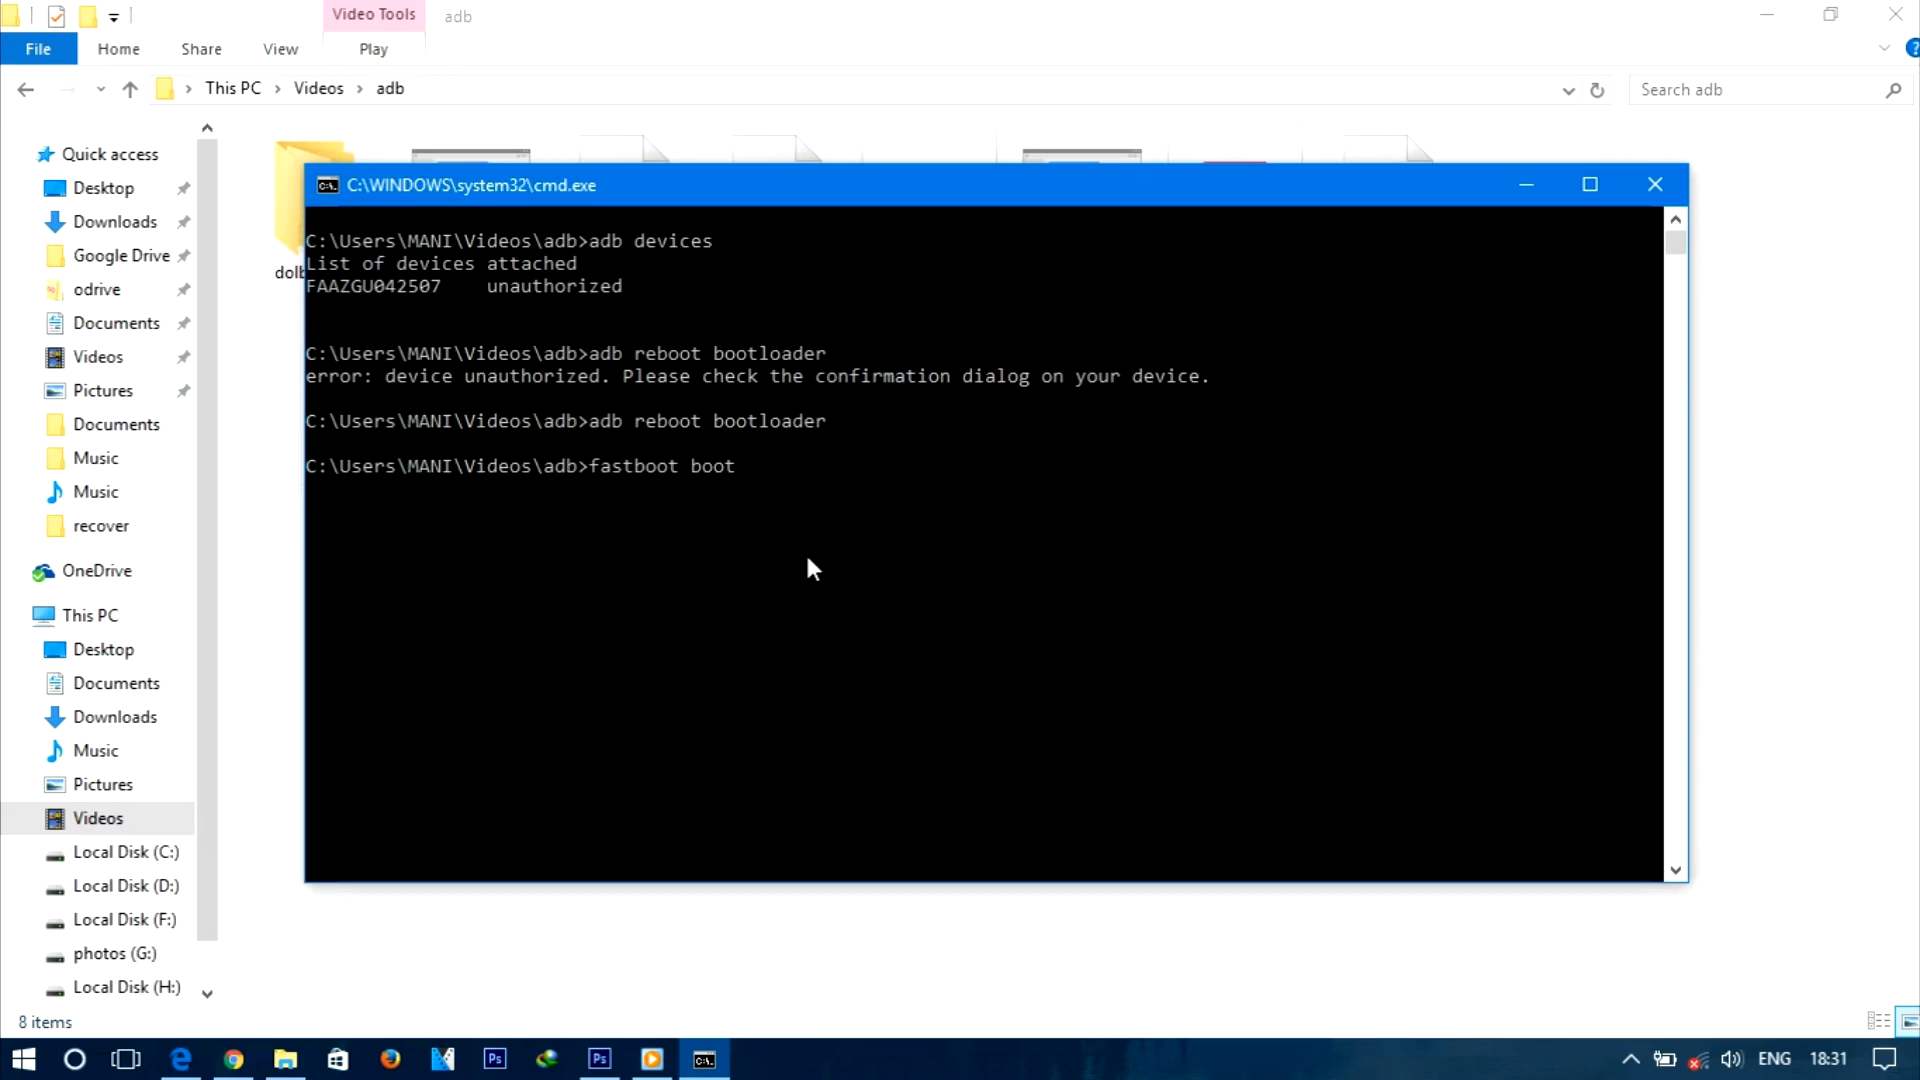 Video Tools
adb
File
Home
Share
View
Play
This PC
Videos
adb
Search adb
Quick access
Desktop
Downloads
Google Drive
odrive
Documents
Videos
Pictures
Documents
Music
Music
recover
OneDrive
This PC
Desktop
Documents
Downloads
Music
Pictures
Videos
Local Disk (C:)
Local Disk (D:)
Local Disk (F:)
photos (G:)
Local Disk (H:)
8 items
C:\WINDOWS\system32\cmd.exe
C:\Users\MANI\Videos\adb>adb devices
List of devices attached
FAAZGU042507 unauthorized
C:\Users\MANI\Videos\adb>adb reboot bootloader
error: device unauthorized. Please check the confirmation dialog on your device.
C:\Users\MANI\Videos\adb>adb reboot bootloader
C:\Users\MANI\Videos\adb>fastboot boot
Ps
Ps
ENG
18:31